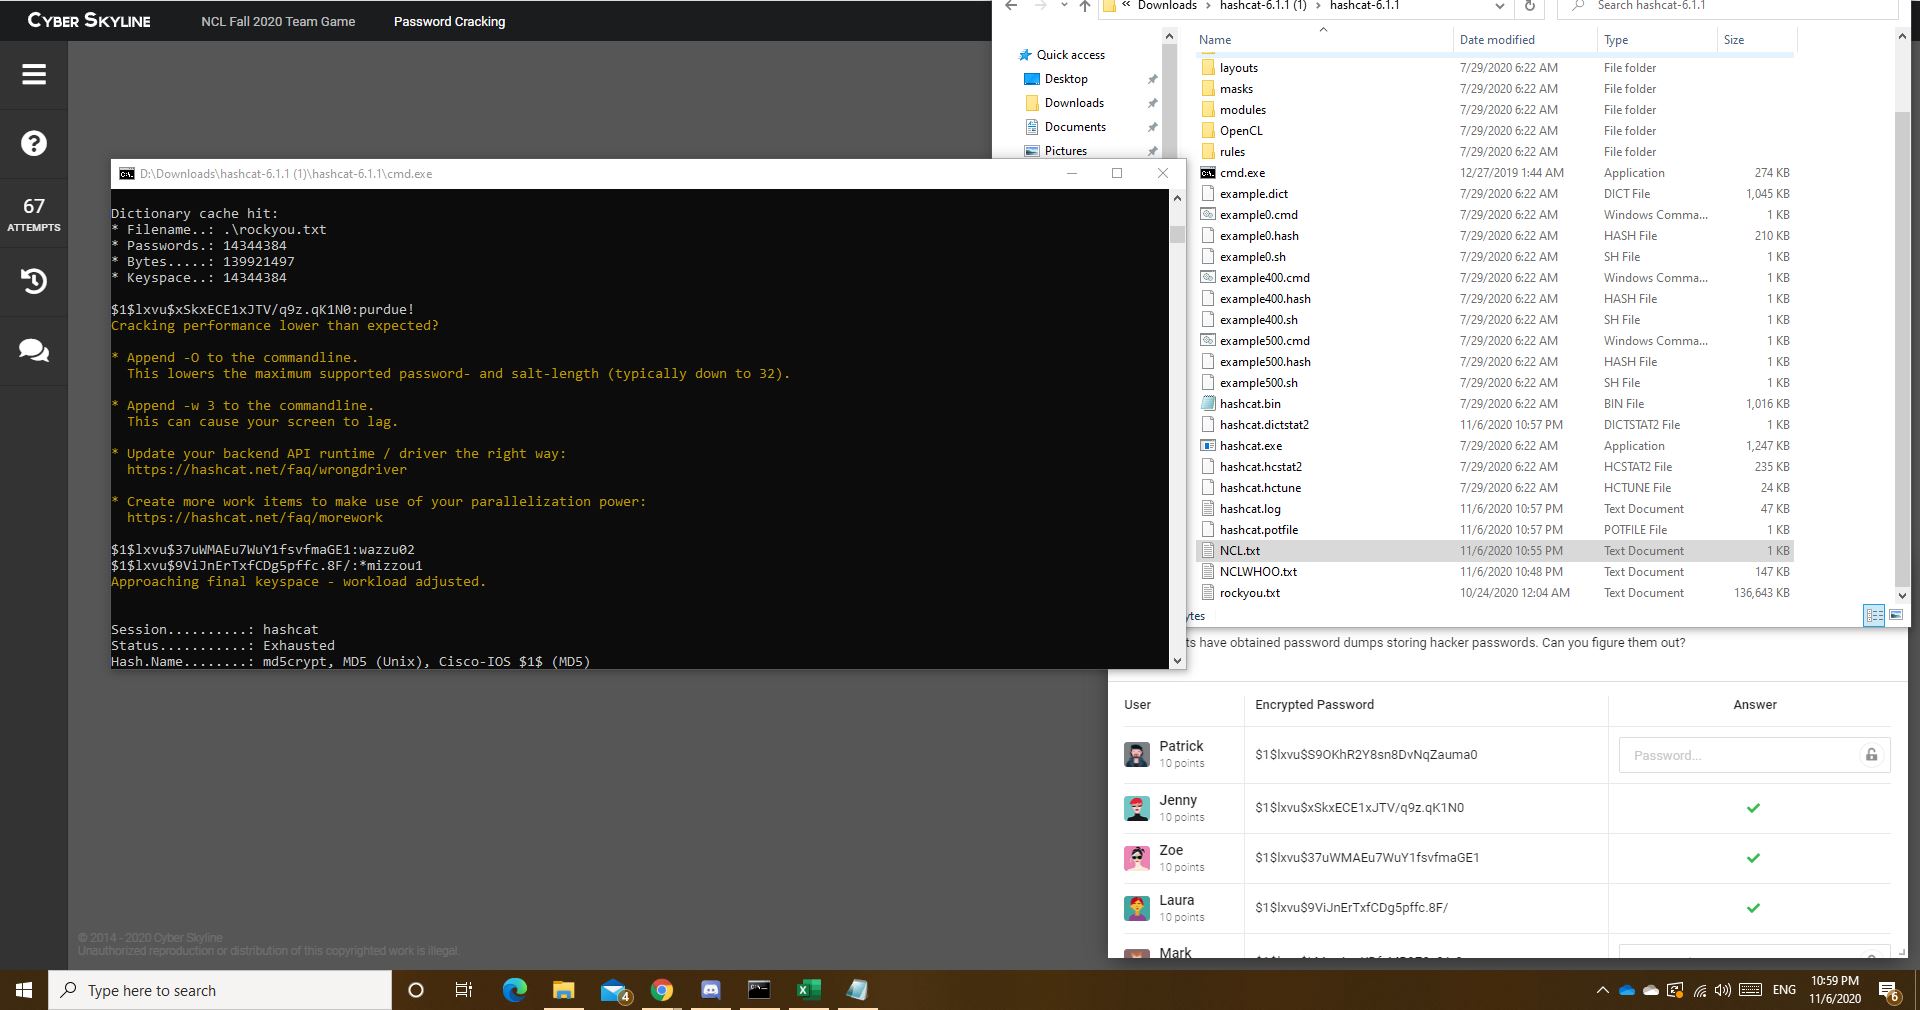 CYBER SKYLINE
NCL Fall 2020 Team Game
Password Cracking
67
ATTEMPTS
© 2014 - 2020 Cyber Skyline
Unauthorized reproduction or distribution of this copyrighted work is illegal.
« Downloads › hashcat-6.1.1 (1) › hashcat-6.1.1
Search hashcat-6.1.1
Quick access
Desktop
Downloads
Documents
Pictures
Name Date modified Type Size
layouts 7/29/2020 6:22 AM File folder
masks 7/29/2020 6:22 AM File folder
modules 7/29/2020 6:22 AM File folder
OpenCL 7/29/2020 6:22 AM File folder
rules 7/29/2020 6:22 AM File folder
cmd.exe 12/27/2019 1:44 AM Application 274 KB
example.dict 7/29/2020 6:22 AM DICT File 1,045 KB
example0.cmd 7/29/2020 6:22 AM Windows Comma... 1 KB
example0.hash 7/29/2020 6:22 AM HASH File 210 KB
example0.sh 7/29/2020 6:22 AM SH File 1 KB
example400.cmd 7/29/2020 6:22 AM Windows Comma... 1 KB
example400.hash 7/29/2020 6:22 AM HASH File 1 KB
example400.sh 7/29/2020 6:22 AM SH File 1 KB
example500.cmd 7/29/2020 6:22 AM Windows Comma... 1 KB
example500.hash 7/29/2020 6:22 AM HASH File 1 KB
example500.sh 7/29/2020 6:22 AM SH File 1 KB
hashcat.bin 7/29/2020 6:22 AM BIN File 1,016 KB
hashcat.dictstat2 11/6/2020 10:57 PM DICTSTAT2 File 1 KB
hashcat.exe 7/29/2020 6:22 AM Application 1,247 KB
hashcat.hcstat2 7/29/2020 6:22 AM HCSTAT2 File 235 KB
hashcat.hctune 7/29/2020 6:22 AM HCTUNE File 24 KB
hashcat.log 11/6/2020 10:57 PM Text Document 47 KB
hashcat.potfile 11/6/2020 10:57 PM POTFILE File 1 KB
NCL.txt 11/6/2020 10:55 PM Text Document 1 KB
NCLWHOO.txt 11/6/2020 10:48 PM Text Document 147 KB
rockyou.txt 10/24/2020 12:04 AM Text Document 136,643 KB
ytes
D:\Downloads\hashcat-6.1.1 (1)\hashcat-6.1.1\cmd.exe
Dictionary cache hit:
* Filename..: .\rockyou.txt
* Passwords.: 14344384
* Bytes.....: 139921497
* Keyspace..: 14344384
$1$lxvu$xSkxECE1xJTV/q9z.qK1N0:purdue!
Cracking performance lower than expected?
* Append -O to the commandline.
This lowers the maximum supported password- and salt-length (typically down to 32).
* Append -w 3 to the commandline.
This can cause your screen to lag.
* Update your backend API runtime / driver the right way:
https://hashcat.net/faq/wrongdriver
* Create more work items to make use of your parallelization power:
https://hashcat.net/faq/morework
$1$lxvu$37uWMAEu7WuY1fsvfmaGE1:wazzu02
$1$lxvu$9ViJnErTxfCDg5pffc.8F/:*mizzou1
Approaching final keyspace - workload adjusted.
Session..........: hashcat
Status...........: Exhausted
Hash.Name........: md5crypt, MD5 (Unix), Cisco-IOS $1$ (MD5)
ts have obtained password dumps storing hacker passwords. Can you figure them out?
User Encrypted Password Answer
Patrick
10 points
$1$lxvu$S9OKhR2Y8sn8DvNqZauma0
Password...
Jenny
10 points
$1$lxvu$xSkxECE1xJTV/q9z.qK1N0
Zoe
10 points
$1$lxvu$37uWMAEu7WuY1fsvfmaGE1
Laura
10 points
$1$lxvu$9ViJnErTxfCDg5pffc.8F/
Mark
Type here to search
4
ENG
10:59 PM
11/6/2020
6